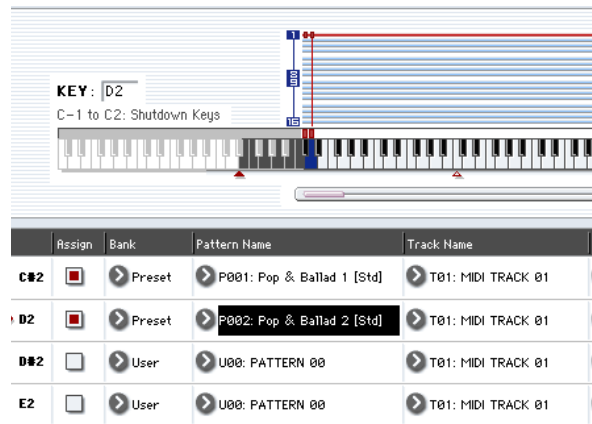 1
KEY: D2
8
9
C-1 to C2: Shutdown Keys
16
Assign Bank Pattern Name Track Name
C#2 Preset P001: Pop & Ballad 1 [Std] T01: MIDI TRACK 01
D2 Preset P002: Pop & Ballad 2 [Std] T01: MIDI TRACK 01
D#2 User U00: PATTERN 00 T01: MIDI TRACK 01
E2 User U00: PATTERN 00 T01: MIDI TRACK 01